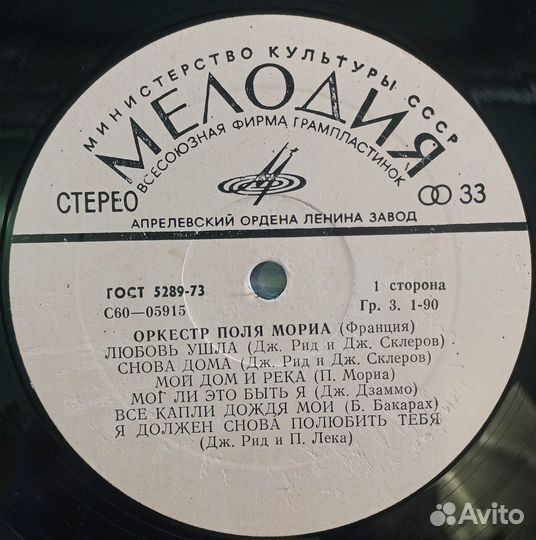 МИНИСТЕРСТВО КУЛЬТУРЫ СССР
МЕЛОДИЯ
ВСЕСОЮЗНАЯ ФИРМА ГРАМПЛАСТИНОК
СТЕРЕО
33
АПРЕЛЕВСКИЙ ОРДЕНА ЛЕНИНА ЗАВОД
ГОСТ 5289-73
1 сторона
С60—05915
Гр. 3. 1-90
ОРКЕСТР ПОЛЯ МОРИА (Франция)
ЛЮБОВЬ УШЛА (Дж. Рид и Дж. Склеров)
СНОВА ДОМА (Дж. Рид и Дж. Склеров)
МОЙ ДОМ И РЕКА (П. Мориа)
МОГ ЛИ ЭТО БЫТЬ Я (Дж. Дзаммо)
ВСЕ КАПЛИ ДОЖДЯ МОИ (Б. Бакарах)
Я ДОЛЖЕН СНОВА ПОЛЮБИТЬ ТЕБЯ
(Дж. Рид и П. Лека)
Avito